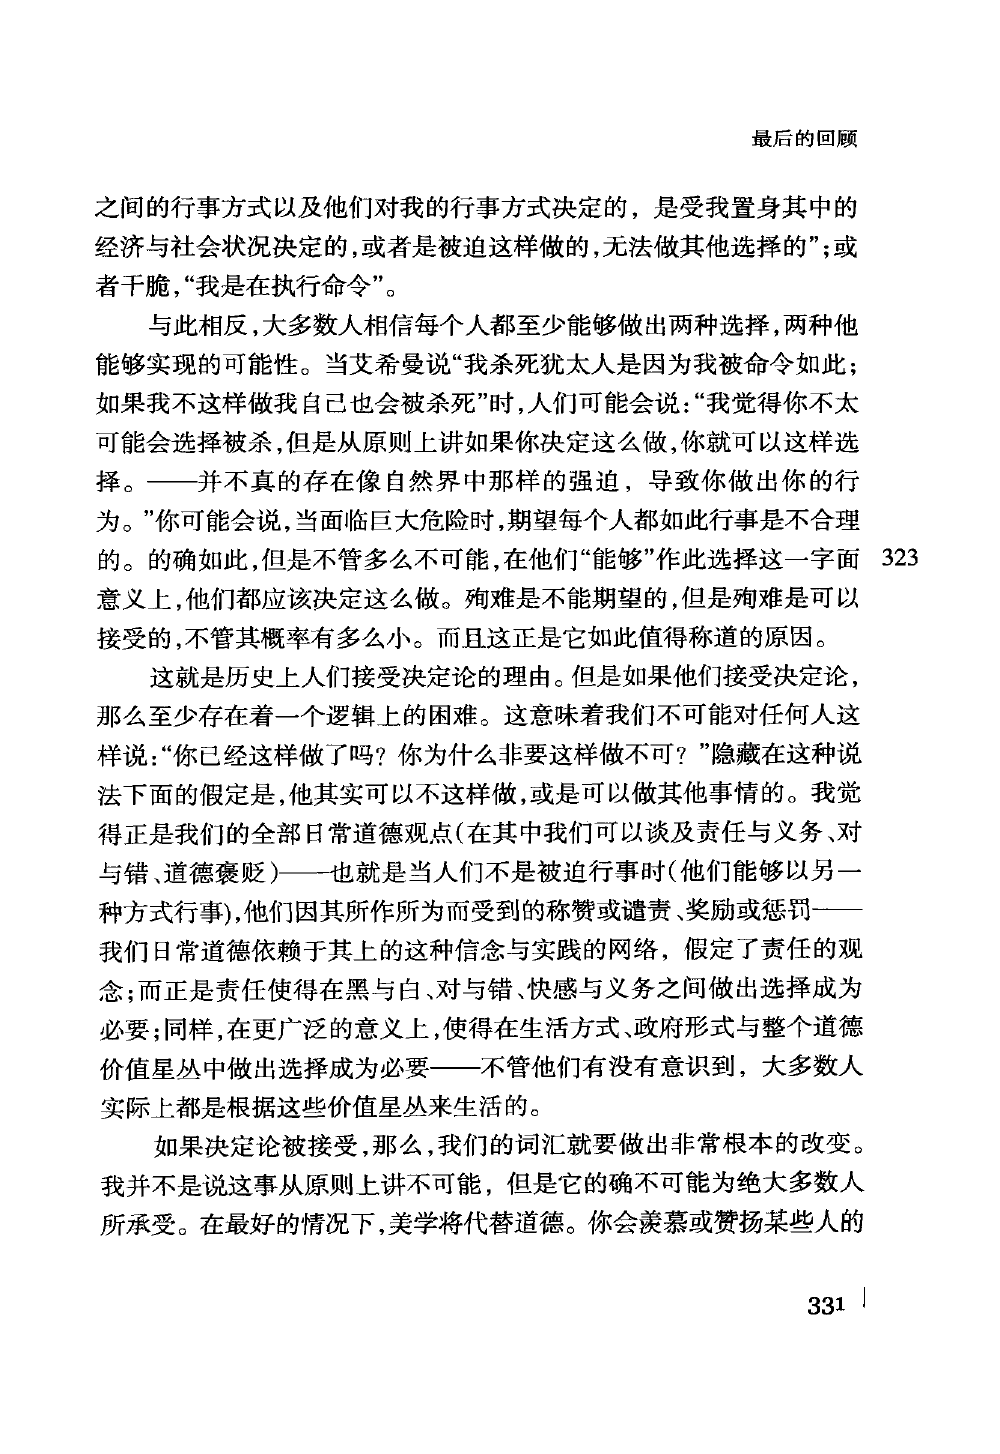 最后的回顾
之间的行事方式以及他们对我的行事方式决定的，是受我置身其中的
经济与社会状况决定的，或者是被迫这样做的，无法做其他选择的”；或
者干脆，“我是在执行命令”。
与此相反，大多数人相信每个人都至少能够做出两种选择，两种他
能够实现的可能性。当艾希曼说“我杀死犹太人是因为我被命令如此；
如果我不这样做我自己也会被杀死”时，人们可能会说：“我觉得你不太
可能会选择被杀，但是从原则上讲如果你决定这么做，你就可以这样选
择。——并不真的存在像自然界中那样的强迫，导致你做出你的行
为。”你可能会说，当面临巨大危险时，期望每个人都如此行事是不合理
的。的确如此，但是不管多么不可能，在他们“能够”作此选择这一字面 323
意义上，他们都应该决定这么做。殉难是不能期望的，但是殉难是可以
接受的，不管其概率有多么小。而且这正是它如此值得称道的原因。
这就是历史上人们接受决定论的理由。但是如果他们接受决定论，
那么至少存在着一个逻辑上的困难。这意味着我们不可能对任何人这
样说：“你已经这样做了吗？你为什么非要这样做不可？”隐藏在这种说
法下面的假定是，他其实可以不这样做，或是可以做其他事情的。我觉
得正是我们的全部日常道德观点（在其中我们可以谈及责任与义务、对
与错、道德褒贬）——也就是当人们不是被迫行事时（他们能够以另一
种方式行事），他们因其所作所为而受到的称赞或谴责、奖励或惩罚——
我们日常道德依赖于其上的这种信念与实践的网络，假定了责任的观
念；而正是责任使得在黑与白、对与错、快感与义务之间做出选择成为
必要；同样，在更广泛的意义上，使得在生活方式、政府形式与整个道德
价值星丛中做出选择成为必要——不管他们有没有意识到，大多数人
实际上都是根据这些价值星丛来生活的。
如果决定论被接受，那么，我们的词汇就要做出非常根本的改变。
我并不是说这事从原则上讲不可能，但是它的确不可能为绝大多数人
所承受。在最好的情况下，美学将代替道德。你会羡慕或赞扬某些人的
331